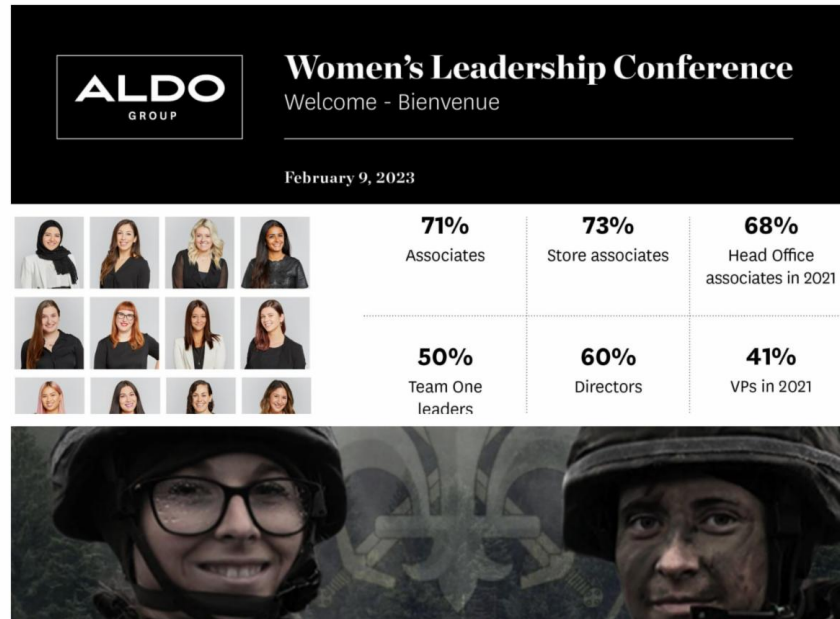 ALDO
GROUP
Women's Leadership Conference
Welcome - Bienvenue
February 9, 2023
71%
Associates
73%
Store associates
68%
Head Office
associates in 2021
50%
Team One
leaders
60%
Directors
41%
VPs in 2021